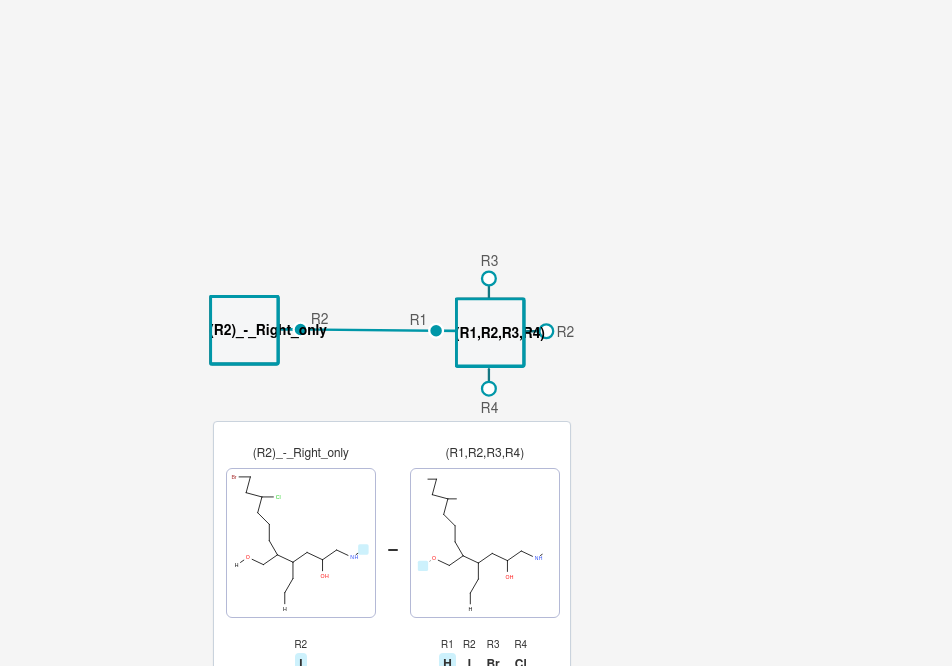 R3
(R2)_-_Right_only
R2
R1
(R1,R2,R3,R4)
R2
R4
(R2)_-_Right_only
(R1,R2,R3,R4)
Br
Cl
H
O
NH
OH
H
O
NH
OH
H
R2
R1 R2 R3 R4
H Br Cl